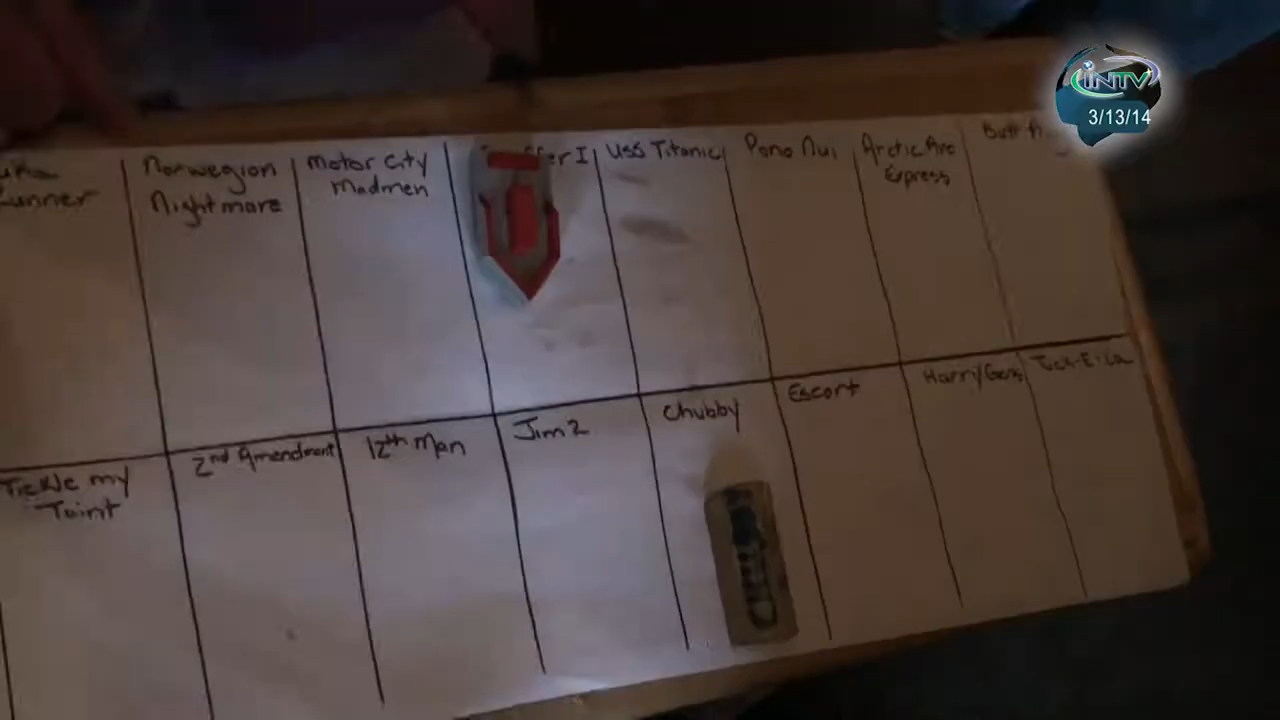 iNTV
3/13/14
Norwegian
Nightmare
Motor City
Madmen
I
USS Titanic
Pono Nui
Arctic Arc
Express
Butt
Tickle my
Taint
2nd Amendment
12th Man
Jim 2
Chubby
Escort